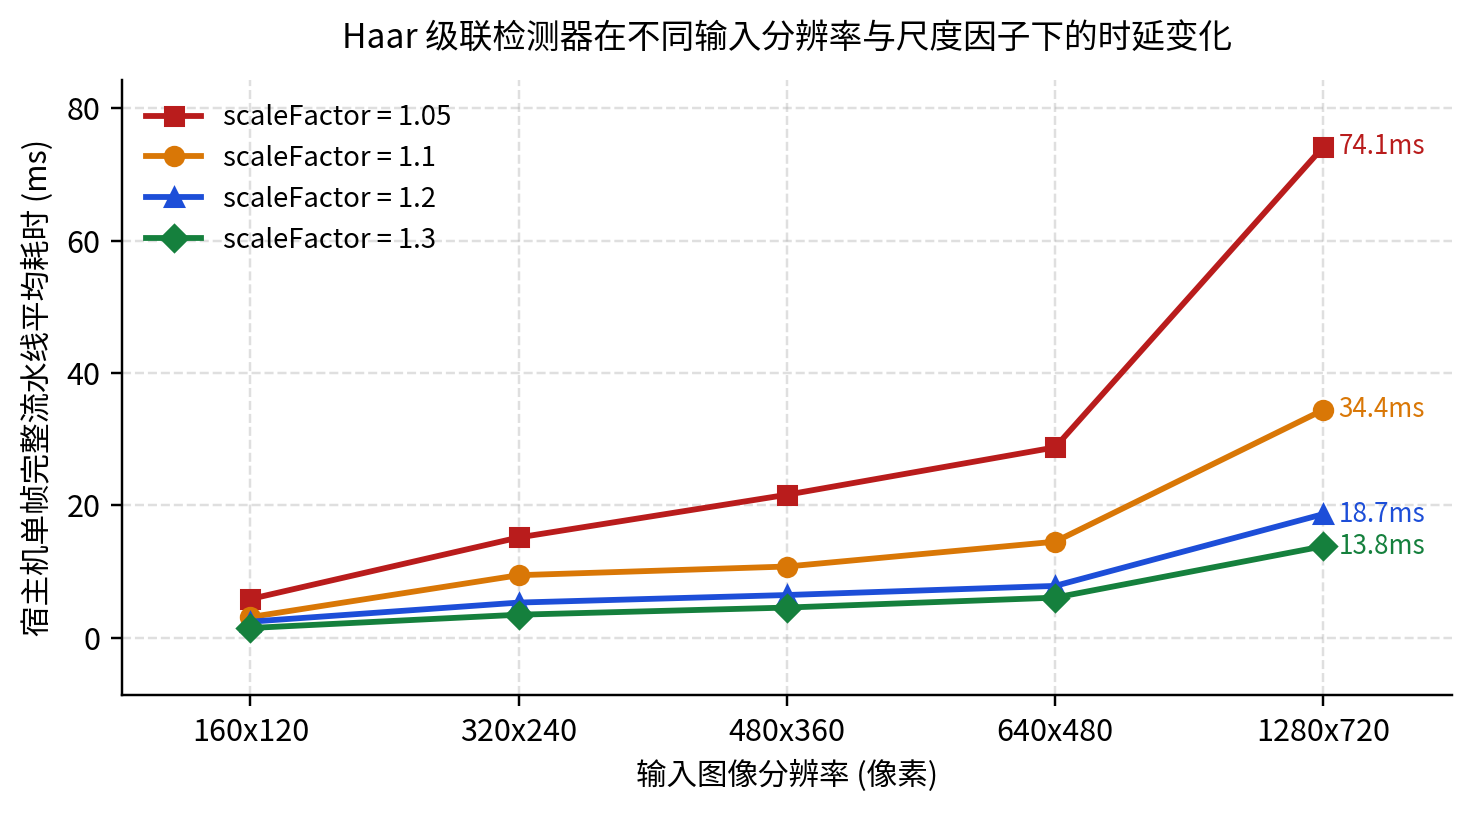 Haar 级联检测器在不同输入分辨率与尺度因子下的时延变化
宿主机单帧完整流水线平均耗时 (ms)
80
60
40
20
0
scaleFactor = 1.05
scaleFactor = 1.1
scaleFactor = 1.2
scaleFactor = 1.3
74.1ms
34.4ms
18.7ms
13.8ms
160x120 320x240 480x360 640x480 1280x720
输入图像分辨率 (像素)